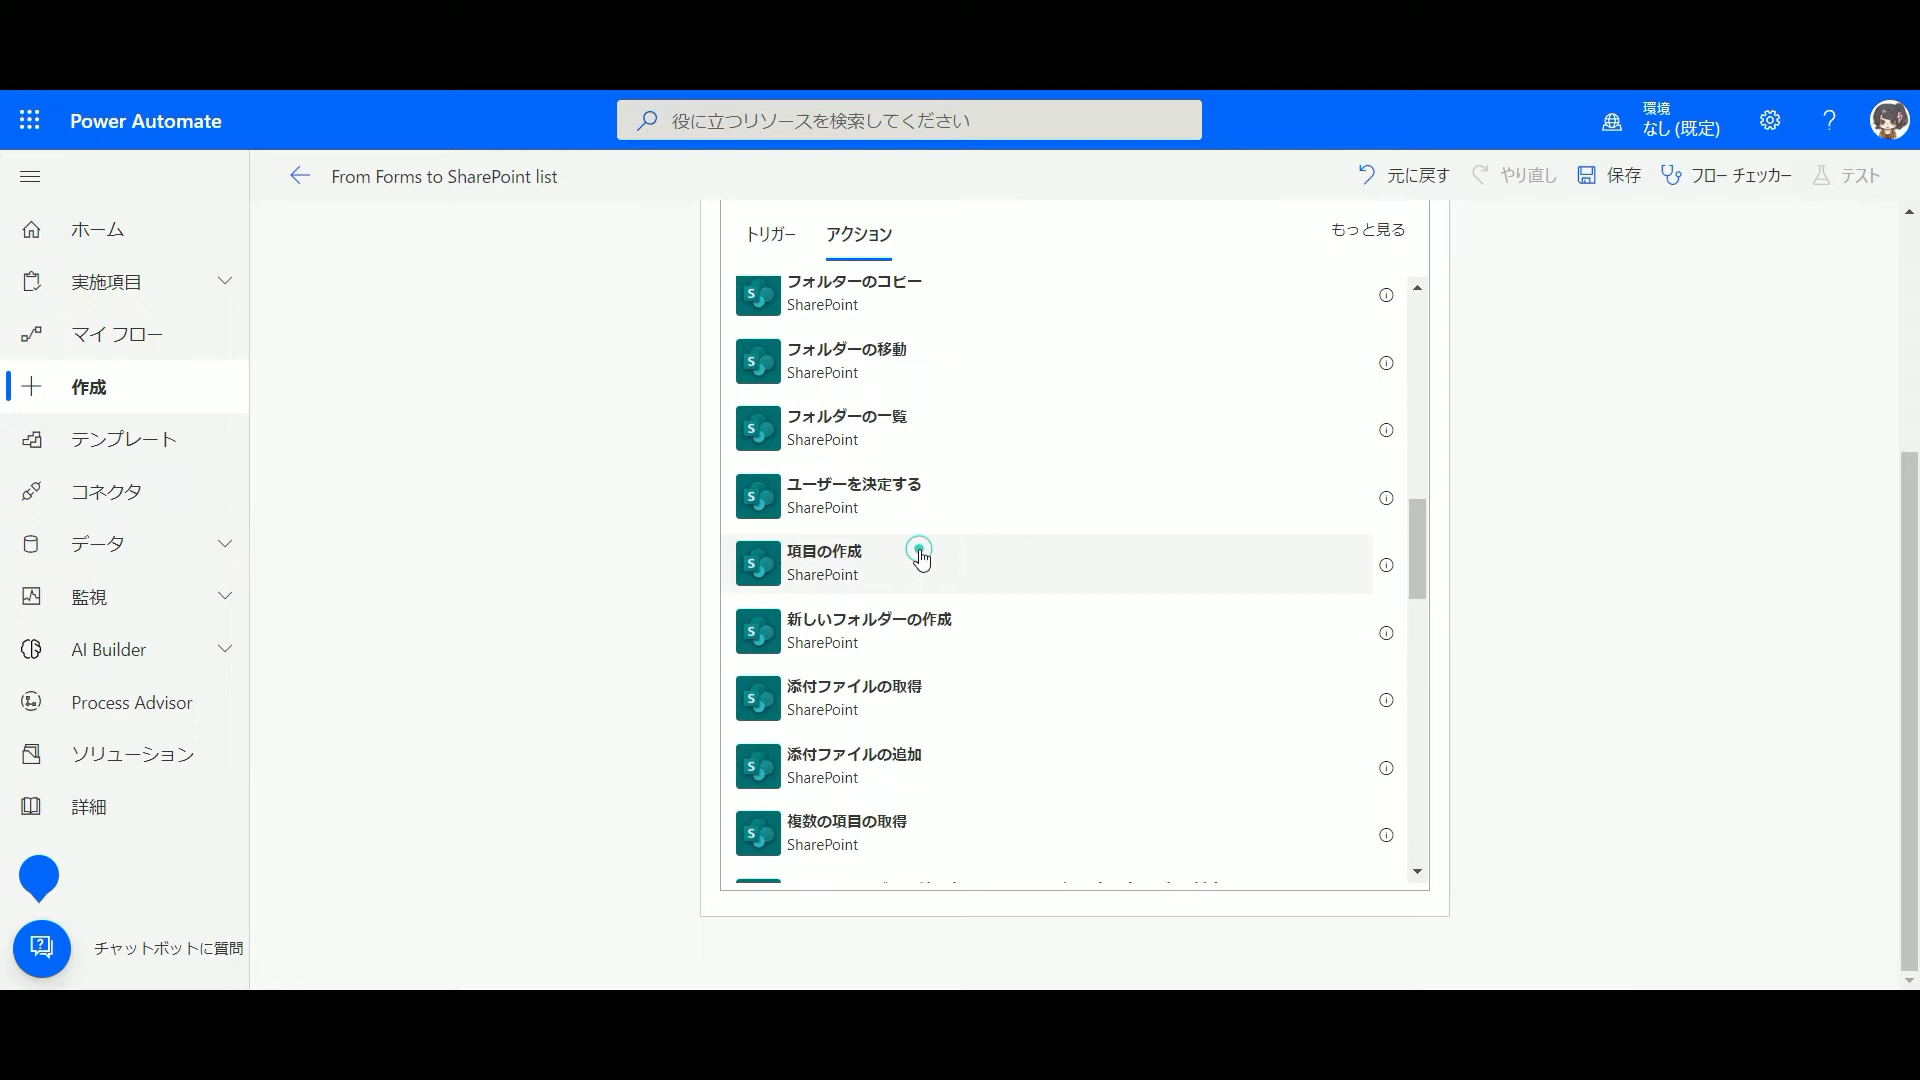 Power Automate
役に立つリソースを検索してください
環境
なし (既定)
From Forms to SharePoint list
元に戻す
やり直し
保存
フロー チェッカー
テスト
ホーム
実施項目
マイ フロー
作成
テンプレート
コネクタ
データ
監視
AI Builder
Process Advisor
ソリューション
詳細
チャットボットに質問
トリガー
アクション
もっと見る
フォルダーのコピー
SharePoint
フォルダーの移動
SharePoint
フォルダーの一覧
SharePoint
ユーザーを決定する
SharePoint
項目の作成
SharePoint
新しいフォルダーの作成
SharePoint
添付ファイルの取得
SharePoint
添付ファイルの追加
SharePoint
複数の項目の取得
SharePoint